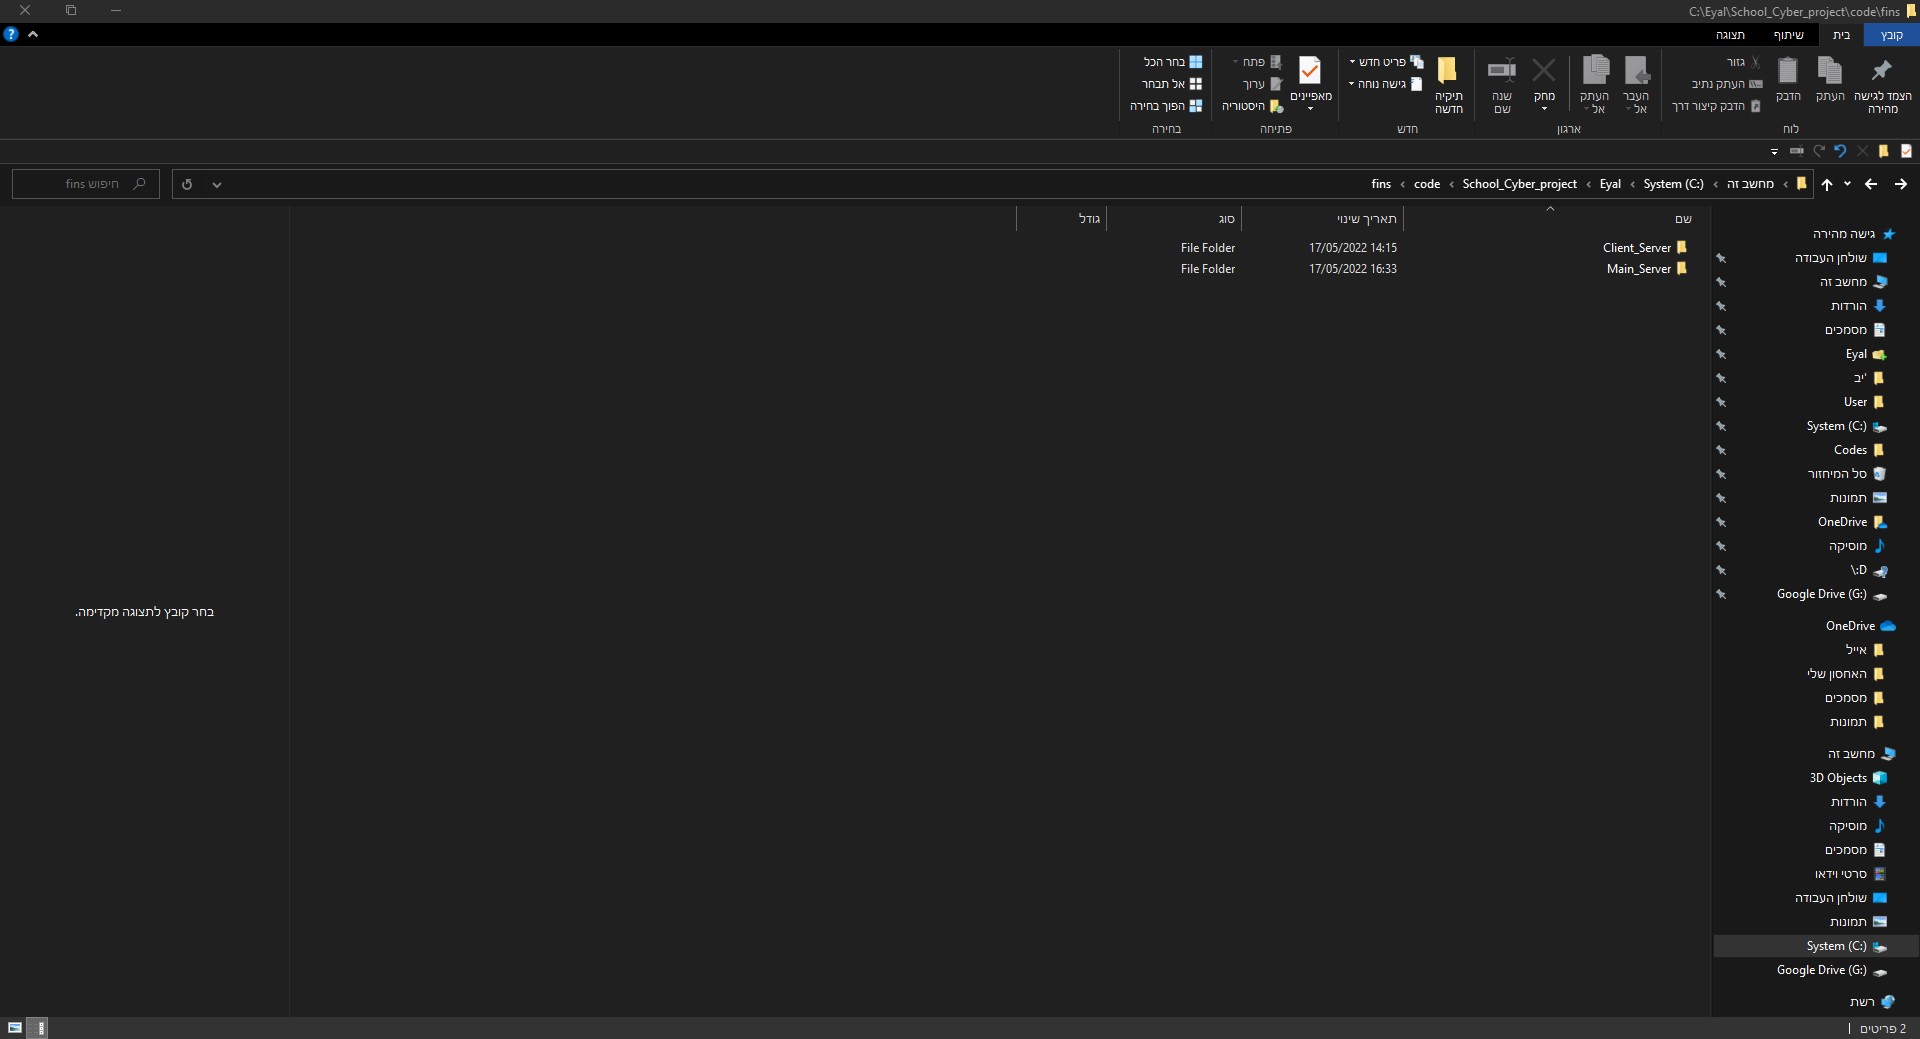 C:\Eyal\School_Cyber_project\code\fins
קובץ
בית
שיתוף
תצוגה
הצמד לגישה מהירה
העתק
הדבק
גזור
העתק נתיב
הדבק קיצור דרך
לוח
העבר אל
העתק אל
מחק
שנה שם
ארגון
תיקיה חדשה
פריט חדש
גישה נוחה
חדש
מאפיינים
פתח
ערוך
היסטוריה
פתיחה
בחר הכל
אל תבחר
הפוך בחירה
בחירה
מחשב זה › System (C:) › Eyal › School_Cyber_project › code › fins
חיפוש fins
שם
תאריך שינוי
סוג
גודל
Client_Server 17/05/2022 14:15 File Folder
Main_Server 17/05/2022 16:33 File Folder
גישה מהירה
שולחן העבודה
מחשב זה
הורדות
מסמכים
Eyal
יב'
User
System (C:)
Codes
סל המיחזור
תמונות
OneDrive
מוסיקה
D:\
Google Drive (G:)
OneDrive
אייל
האחסון שלי
מסמכים
תמונות
מחשב זה
3D Objects
הורדות
מוסיקה
מסמכים
סרטי וידאו
שולחן העבודה
תמונות
System (C:)
Google Drive (G:)
רשת
בחר קובץ לתצוגה מקדימה.
2 פריטים